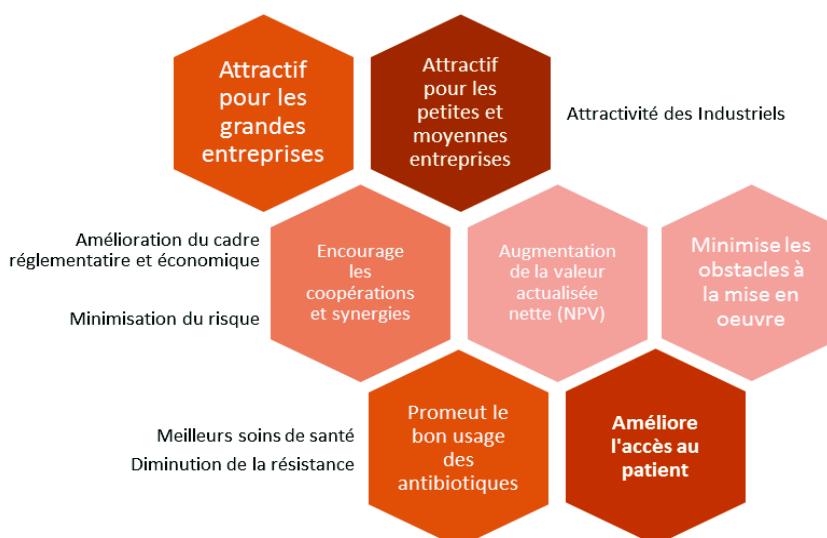 Attractif
pour les
grandes
entreprises
Attractif
pour les
petites et
moyennes
entreprises
Attractivité des Industriels
Amélioration du cadre
réglementatire et économique
Minimisation du risque
Encourage
les
coopérations
et synergies
Augmentation
de la valeur
actualisée
nette (NPV)
Minimise les
obstacles à
la mise en
oeuvre
Meilleurs soins de santé
Diminution de la résistance
Promeut le
bon usage
des
antibiotiques
Améliore
l'accès au
patient